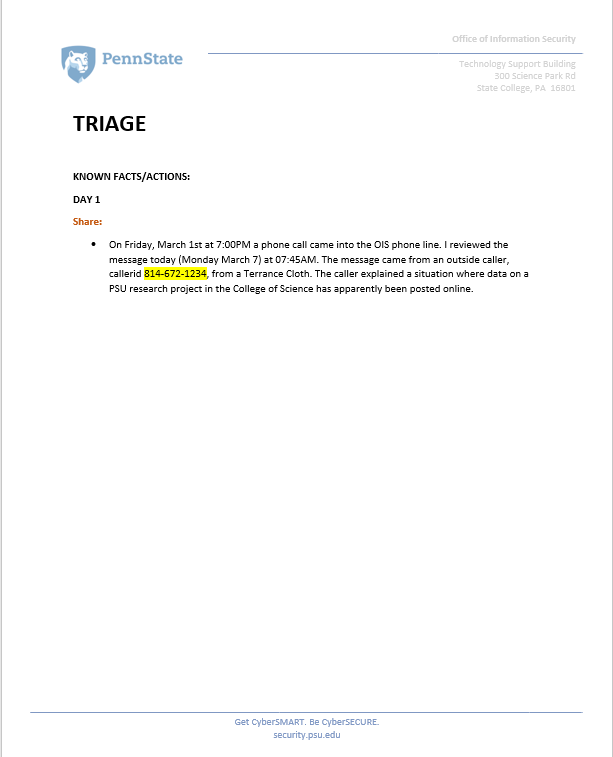 Office of Information Security
PennState
Technology Support Building
300 Science Park Rd
State College, PA 16801
TRIAGE
KNOWN FACTS/ACTIONS:
DAY 1
Share:
• On Friday, March 1st at 7:00PM a phone call came into the OIS phone line. I reviewed the
message today (Monday March 7) at 07:45AM. The message came from an outside caller,
callerid 814-672-1234, from a Terrance Cloth. The caller explained a situation where data on a
PSU research project in the College of Science has apparently been posted online.
Get CyberSMART. Be CyberSECURE.
security.psu.edu